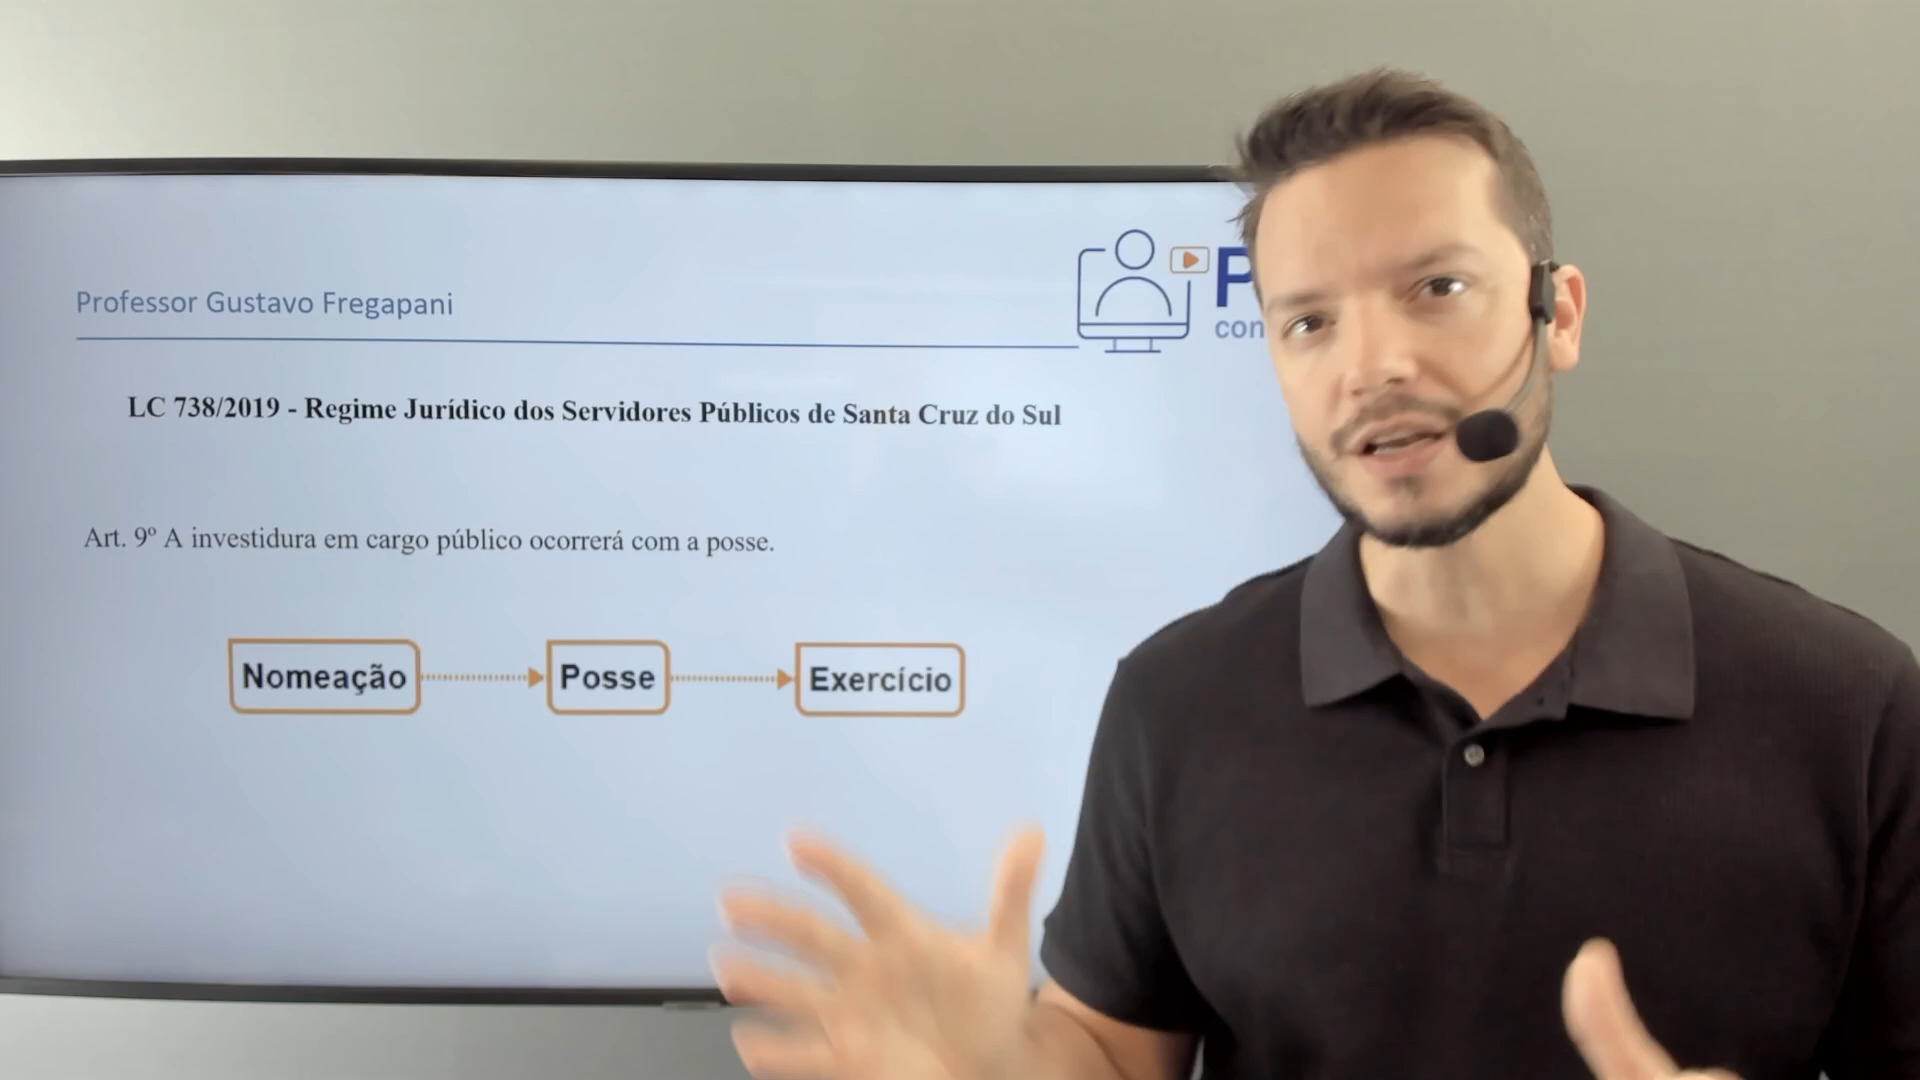 Professor Gustavo Fregapani
LC 738/2019 - Regime Jurídico dos Servidores Públicos de Santa Cruz do Sul
Art. 9º A investidura em cargo público ocorrerá com a posse.
Nomeação
Posse
Exercício